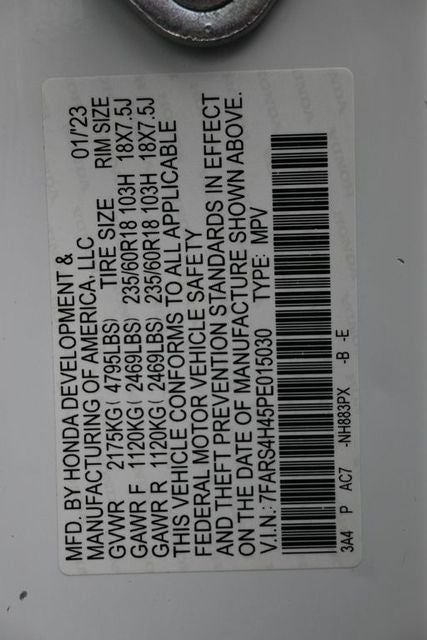 MFD. BY HONDA DEVELOPMENT &
MANUFACTURING OF AMERICA, LLC 01/'23
GVWR 2175KG( 4795LBS) TIRE SIZE RIM SIZE
GAWR F 1120KG( 2469LBS) 235/60R18 103H 18X7.5J
GAWR R 1120KG( 2469LBS) 235/60R18 103H 18X7.5J
THIS VEHICLE CONFORMS TO ALL APPLICABLE
FEDERAL MOTOR VEHICLE SAFETY
AND THEFT PREVENTION STANDARDS IN EFFECT
ON THE DATE OF MANUFACTURE SHOWN ABOVE.
V.I.N.:7FARS4H45PE015030 TYPE: MPV
3A4 P AC7 -NH883PX -B -E